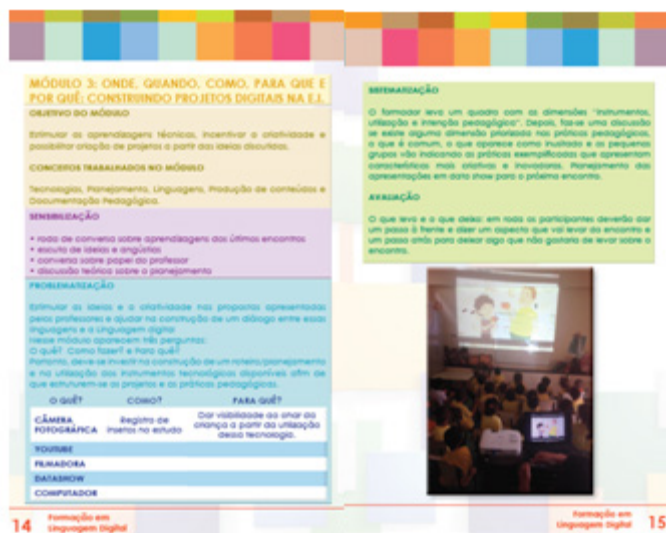 MÓDULO 3: ONDE, QUANDO, COMO, PARA QUE E
POR QUÊ: CONSTRUINDO PROJETOS DIGITAIS NA E.I.
OBJETIVO DO MÓDULO
Estimular as aprendizagens técnicas, incentivar a criatividade e
possibilitar criação de projetos a partir das ideias discutidas.
CONCEITOS TRABALHADOS NO MÓDULO
Tecnologias, Planejamento, Linguagens, Produção de conteúdos e
Documentação Pedagógica.
SENSIBILIZAÇÃO
• roda de conversa sobre aprendizagens dos últimos encontros
• escuta de ideias e angústias
• conversa sobre papel do professor
• discussão teórica sobre o planejamento
PROBLEMATIZAÇÃO
Estimular as ideias e a criatividade nas propostas apresentadas
pelos professores e ajudar na construção de um diálogo entre essas
linguagens e a Linguagem digital
Nesse módulo aparecem três perguntas:
O quê? Como fazer? e Para quê?
Portanto, deve-se investir na construção de um roteiro/planejamento
e na utilização dos instrumentos tecnológicos disponíveis afim de
que estruturem-se os projetos e as práticas pedagógicas.
O QUÊ? COMO? PARA QUÊ?
CÂMERA FOTOGRÁFICA
Registro de insetos no estudo
Dar visibilidade ao olhar da
criança a partir da utilização
dessa tecnologia.
YOUTUBE
FILMADORA
DATASHOW
COMPUTADOR
14 Formação em
Linguagem Digital
SISTEMATIZAÇÃO
O formador leva um quadro com as dimensões "Instrumentos,
utilização e intenção pedagógica". Depois, faz-se uma discussão
se existe alguma dimensão priorizada nas práticas pedagógicas,
o que é comum, o que aparece como inusitado e os pequenos
grupos vão indicando as práticas exemplificadas que apresentam
características mais criativas e inovadoras. Planejamento das
apresentações em data show para o próximo encontro.
AVALIAÇÃO
O que levo e o que deixo: em roda os participantes deverão dar
um passo à frente e dizer um aspecto que vai levar do encontro e
um passo atrás para deixar algo que não gostaria de levar sobre o
encontro.
Formação em
Linguagem Digital 15